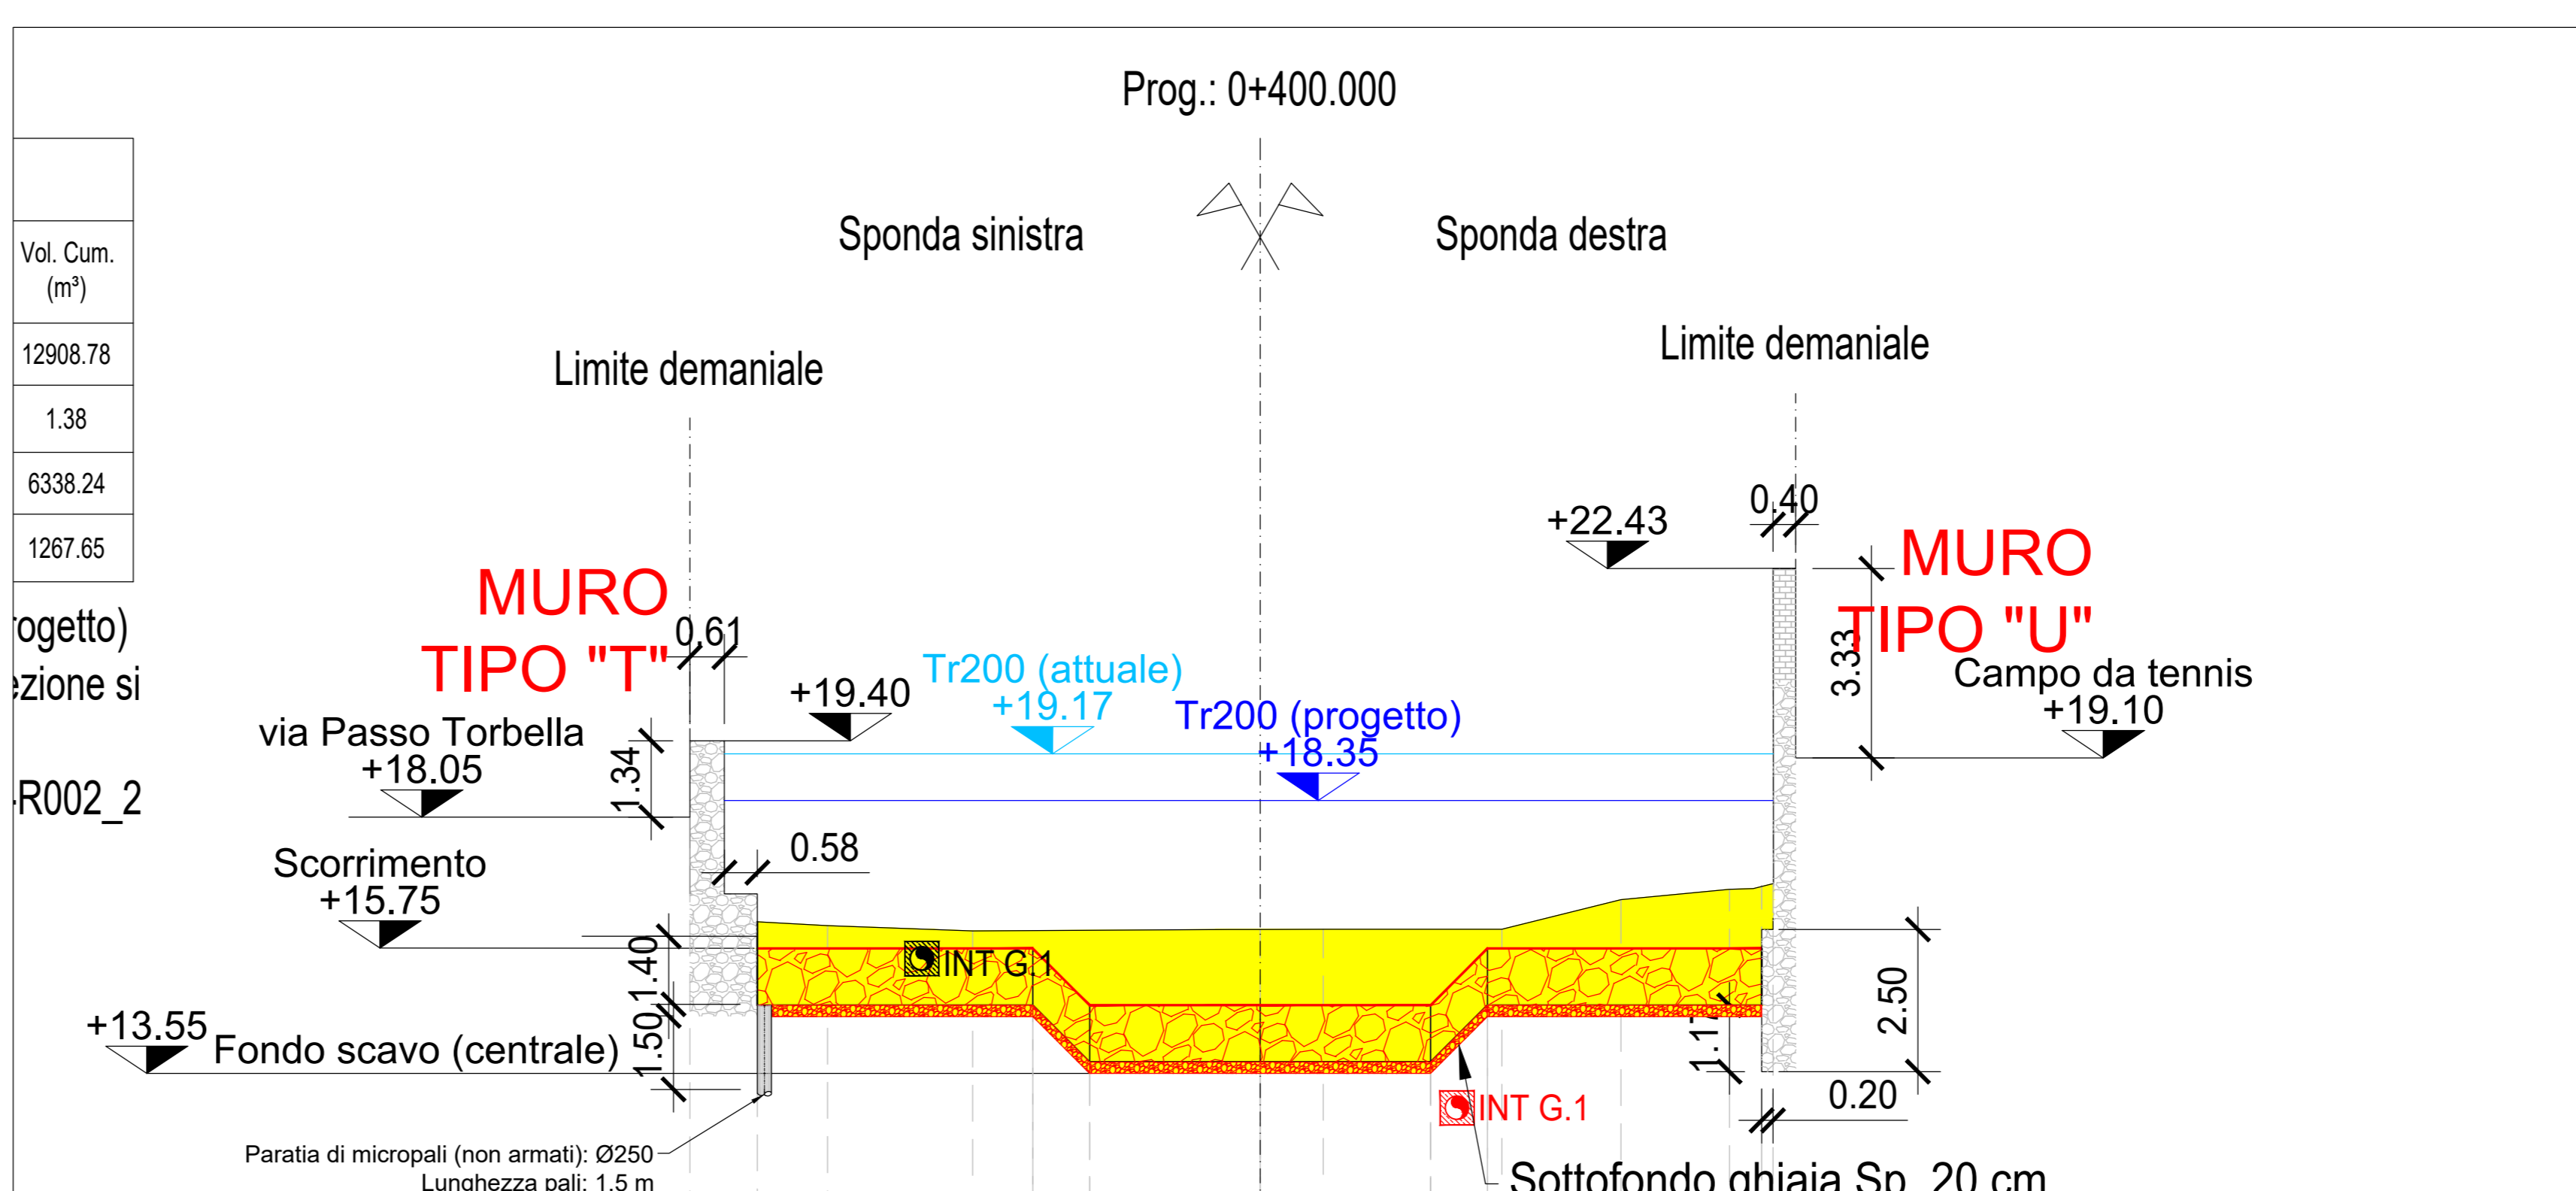 Prog.: 0+400.000
Sponda sinistra
Sponda destra
Vol. Cum.
(m³)
12908.78
1.38
6338.24
1267.65
Limite demaniale
Limite demaniale
0.40
+22.43
MURO
TIPO "U"
3.33
Campo da tennis
+19.10
MURO
TIPO "T"
0.61
rogetto)
ezione si
R002_2
+19.40
Tr200 (attuale)
+19.17
Tr200 (progetto)
+18.35
via Passo Torbella
+18.05
1.34
0.58
Scorrimento
+15.75
1.40
INT G.1
1.50
+13.55
Fondo scavo (centrale)
2.50
1.17
0.20
INT G.1
Paratia di micropali (non armati): Ø250
Lunghezza pali: 1.5 m
Sottofondo ghiaia Sp. 20 cm